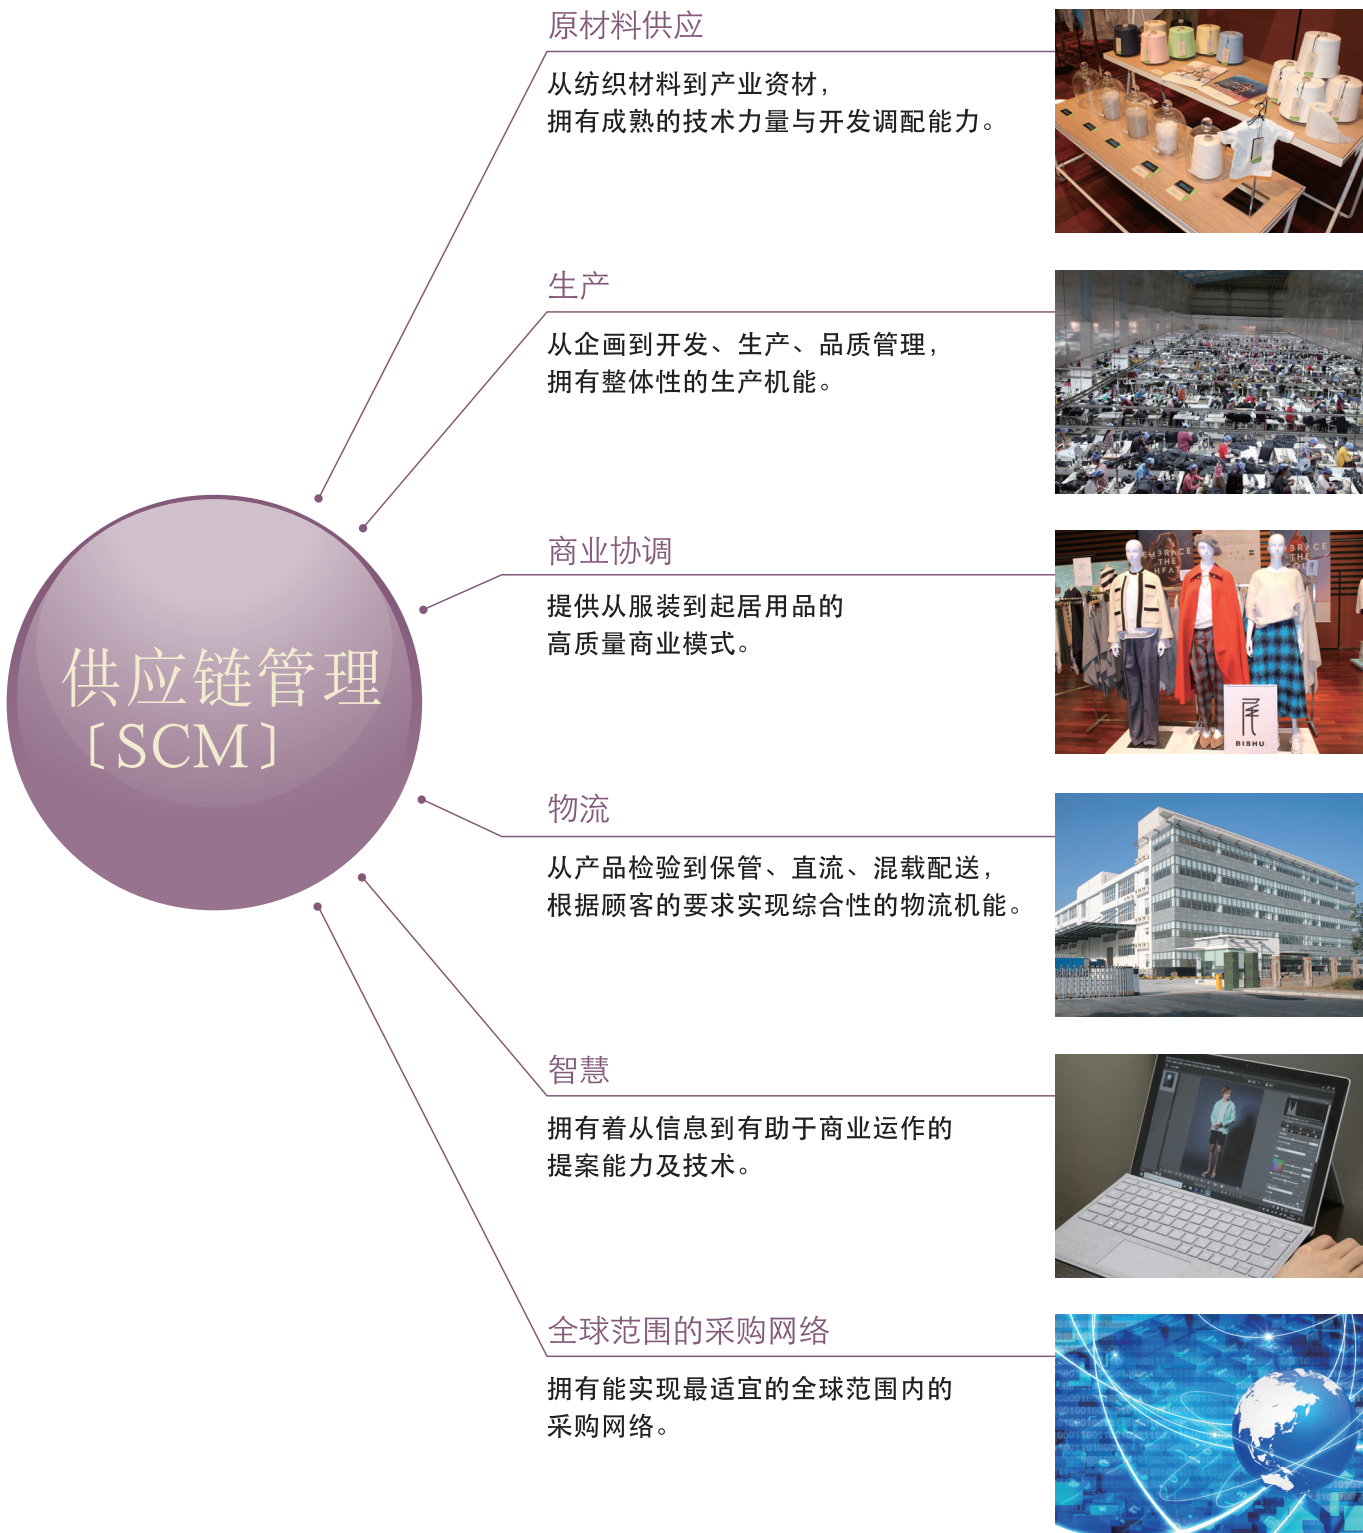 原材料供应
从纺织材料到产业资材，
拥有成熟的技术力量与开发调配能力。
生产
从企画到开发、生产、品质管理，
拥有整体性的生产机能。
供应链管理
〔SCM〕
商业协调
提供从服装到起居用品的
高质量商业模式。
EMBRACE
THE
HEAT
BISHU
物流
从产品检验到保管、直流、混载配送，
根据顾客的要求实现综合性的物流机能。
智慧
拥有着从信息到有助于商业运作的
提案能力及技术。
全球范围的采购网络
拥有能实现最适宜的全球范围内的
采购网络。